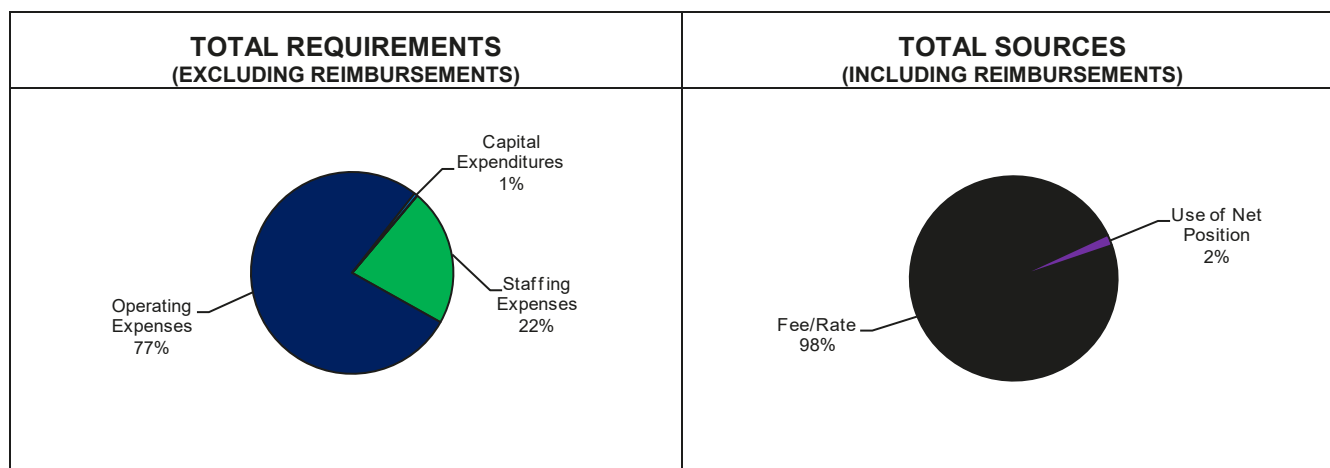 TOTAL REQUIREMENTS
(EXCLUDING REIMBURSEMENTS)
TOTAL SOURCES
(INCLUDING REIMBURSEMENTS)
Capital
Expenditures
1%
Staffing
Expenses
22%
Operating
Expenses
77%
Use of Net
Position
2%
Fee/Rate
98%